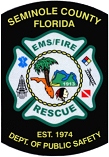 SEMINOLE COUNTY
FLORIDA
EMS/FIRE
RESCUE
EST. 1974
DEPT. OF PUBLIC SAFETY